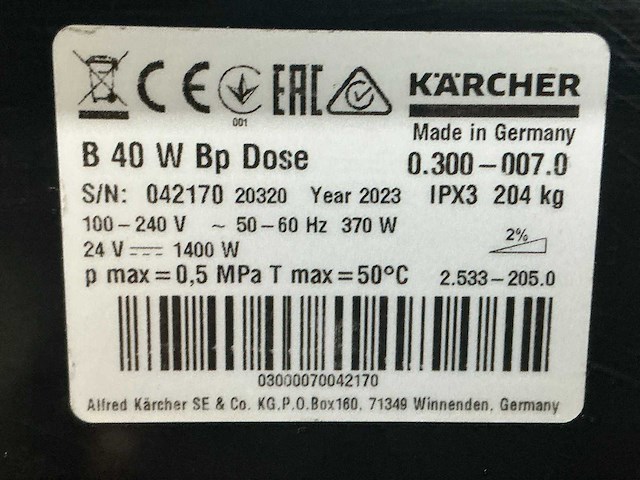 CE 001 EAC KÄRCHER
Made in Germany
B 40 W Bp Dose 0.300-007.0
S/N: 042170 20320 Year 2023 IPX3 204 kg
100-240 V ~ 50-60 Hz 370 W
2%
24 V ⎓ 1400 W
p max=0,5 MPa T max=50°C 2.533-205.0
03000070042170
Alfred Kärcher SE & Co. KG,P.O.Box160, 71349 Winnenden, Germany